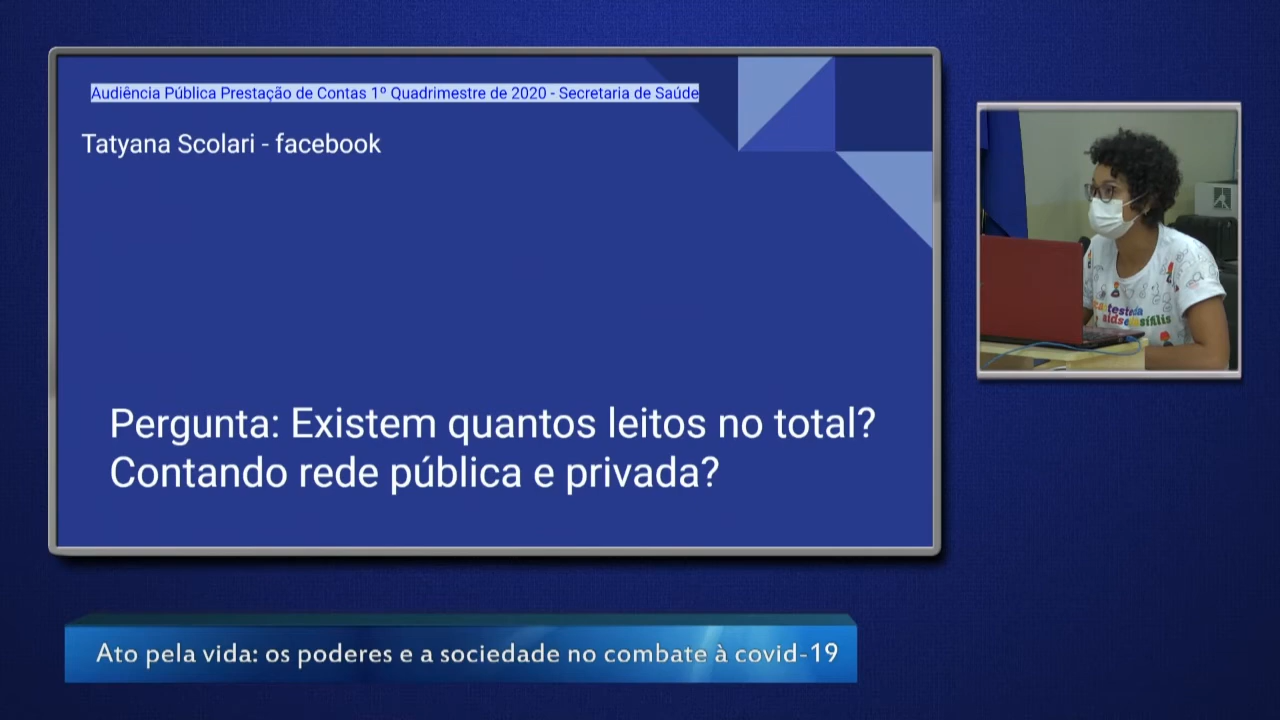 Audiência Pública Prestação de Contas 1º Quadrimestre de 2020 - Secretaria de Saúde
Tatyana Scolari - facebook
Pergunta: Existem quantos leitos no total?
Contando rede pública e privada?
Ato pela vida: os poderes e a sociedade no combate à covid-19